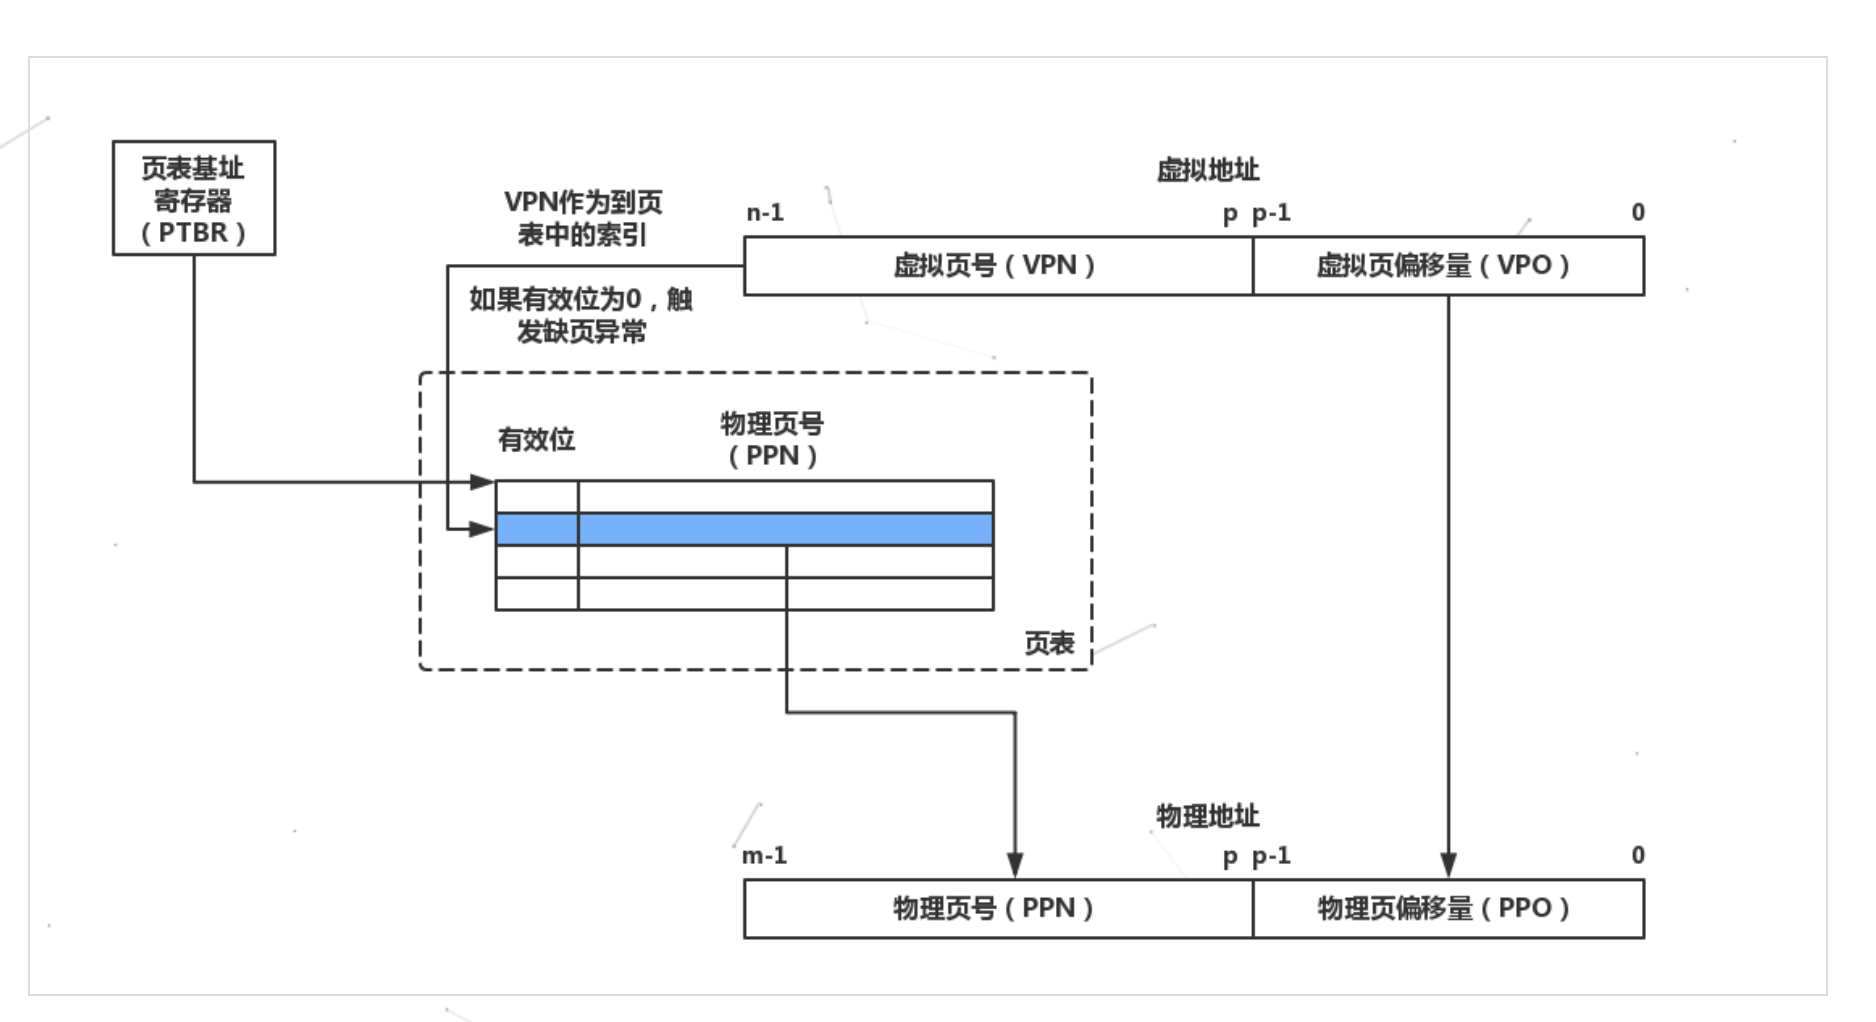 页表基址
寄存器
（PTBR）
VPN作为到页
表中的索引
如果有效位为0，触
发缺页异常
虚拟地址
n-1 p p-1 0
虚拟页号（VPN） 虚拟页偏移量（VPO）
有效位
物理页号
（PPN）
页表
物理地址
m-1 p p-1 0
物理页号（PPN） 物理页偏移量（PPO）